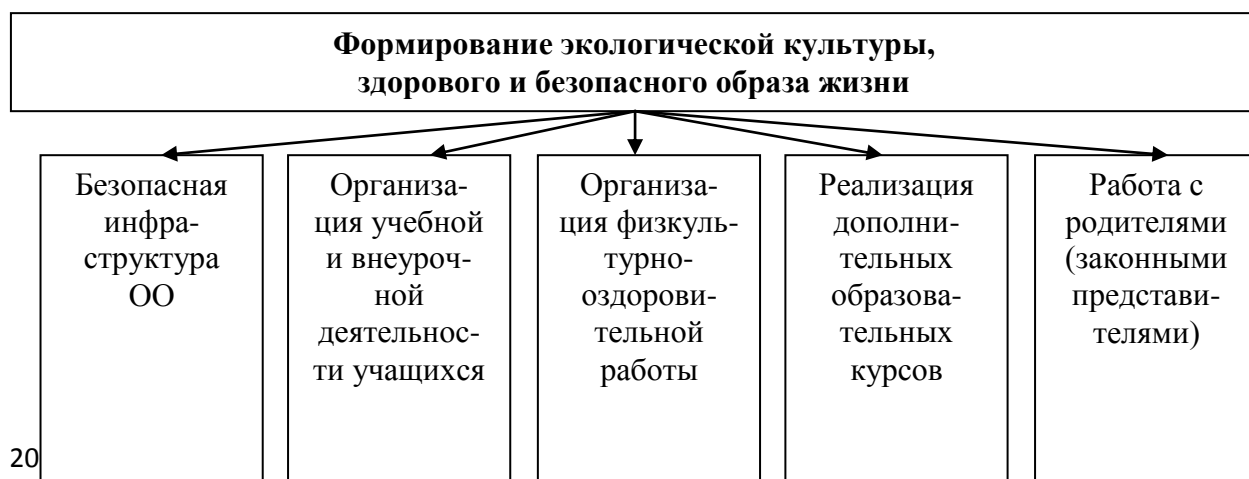 Формирование экологической культуры,
здорового и безопасного образа жизни
Безопасная
инфра-
структура
ОО
Организа-
ция учебной
и внеуроч-
ной
деятельнос-
ти учащихся
Организа-
ция физкуль-
турно-
оздорови-
тельной
работы
Реализация
дополни-
тельных
образова-
тельных
курсов
Работа с
родителями
(законными
представи-
телями)
20